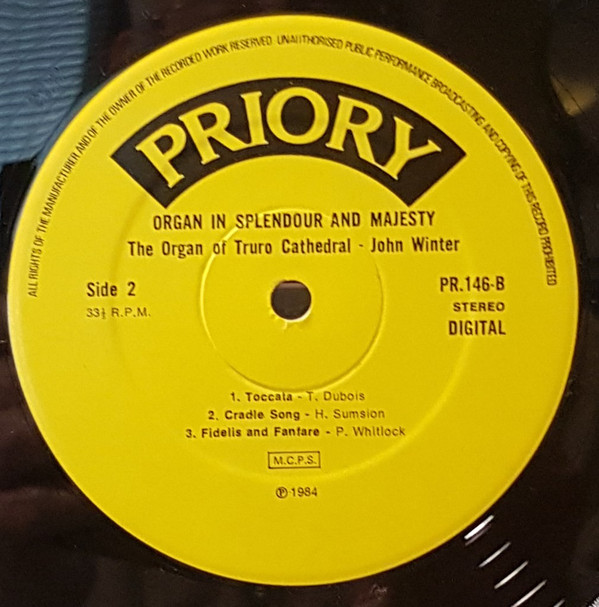 ALL RIGHTS OF THE MANUFACTURER AND OF THE OWNER OF THE RECORDED WORK RESERVED UNAUTHORISED PUBLIC PERFORMANCE BROADCASTING AND COPYING OF THIS RECORD PROHIBITED
PRIORY
ORGAN IN SPLENDOUR AND MAJESTY
The Organ of Truro Cathedral - John Winter
Side 2
33⅓ R.P.M.
PR.146-B
STEREO
DIGITAL
1. Toccata - T. Dubois
2. Cradle Song - H. Sumsion
3. Fidelis and Fanfare - P. Whitlock
M.C.P.S.
℗ 1984